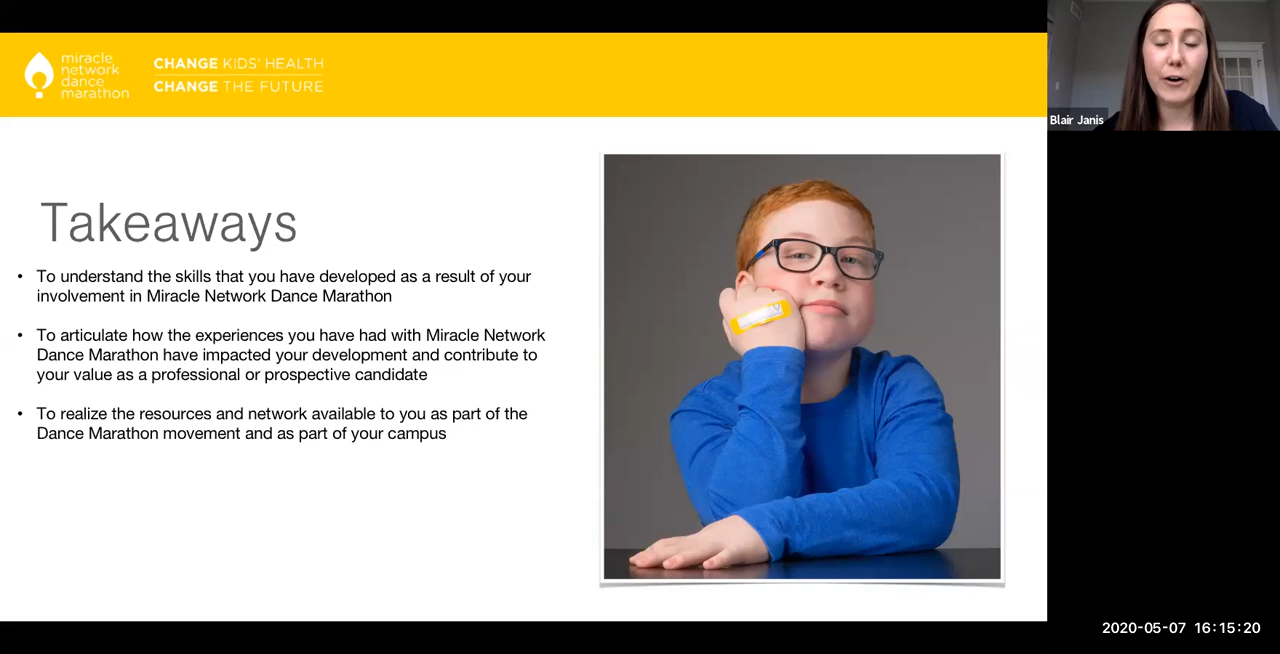 miracle
network
dance
marathon
CHANGE KIDS' HEALTH
CHANGE THE FUTURE
Blair Janis
Takeaways
• To understand the skills that you have developed as a result of your
involvement in Miracle Network Dance Marathon
• To articulate how the experiences you have had with Miracle Network
Dance Marathon have impacted your development and contribute to
your value as a professional or prospective candidate
• To realize the resources and network available to you as part of the
Dance Marathon movement and as part of your campus
2020-05-07 16:15:20